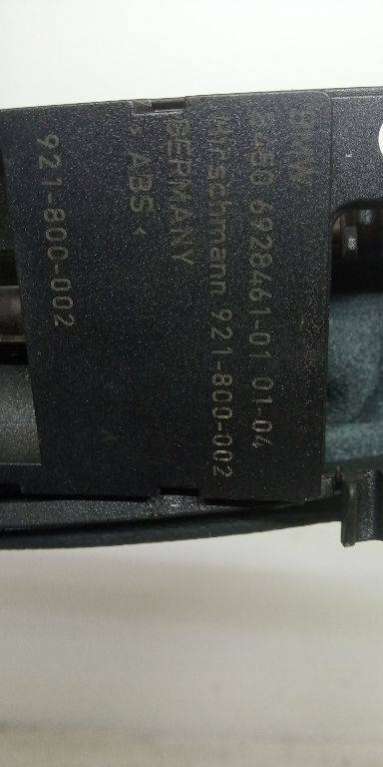 BMW
8450 6928461-01 01-04
Hirschmann 921-800-002
GERMANY
> ABS <
921-800-002